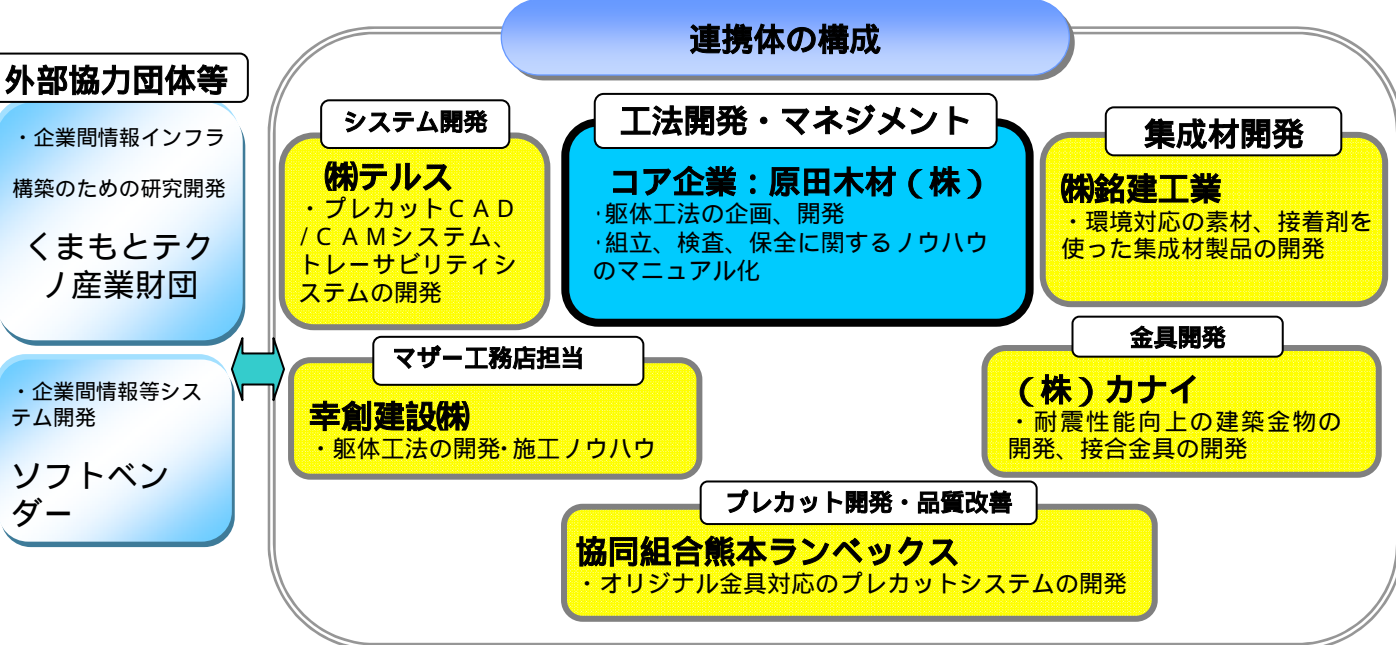 連携体の構成
外部協力団体等
・企業間情報インフラ
構築のための研究開発
くまもとテク
ノ産業財団
・企業間情報等シス
テム開発
ソフトベン
ダー
システム開発
㈱テルス
・プレカットＣＡＤ
/ＣＡＭシステム、
トレーサビリティシ
ステムの開発
工法開発・マネジメント
コア企業：原田木材（株）
・躯体工法の企画、開発
・組立、検査、保全に関するノウハウ
のマニュアル化
集成材開発
㈱銘建工業
・環境対応の素材、接着剤を
使った集成材製品の開発
マザー工務店担当
幸創建設㈱
・躯体工法の開発・施工ノウハウ
金具開発
（株）カナイ
・耐震性能向上の建築金物の
開発、接合金具の開発
プレカット開発・品質改善
協同組合熊本ランベックス
・オリジナル金具対応のプレカットシステムの開発